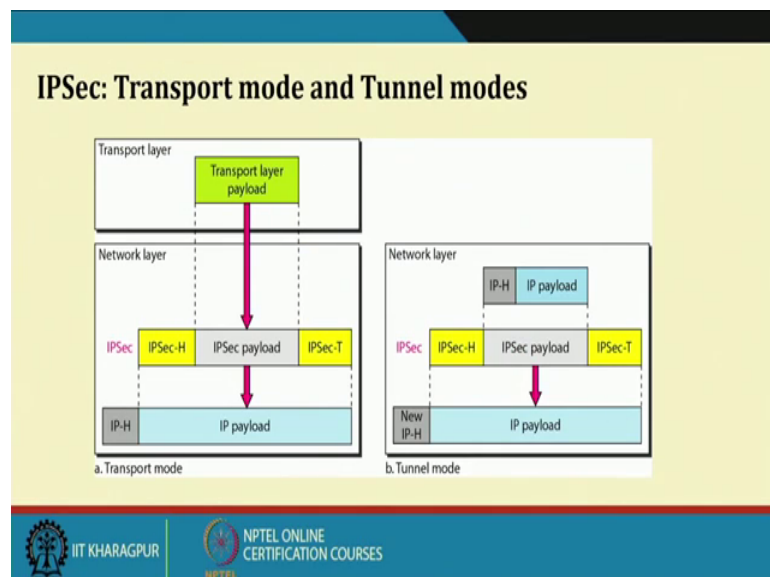 IPSec: Transport mode and Tunnel modes
Transport layer
Transport layer
payload
Network layer
IPSec
IPSec-H
IPSec payload
IPSec-T
IP-H
IP payload
a. Transport mode
Network layer
IP-H
IP payload
IPSec
IPSec-H
IPSec payload
IPSec-T
New
IP-H
IP payload
b. Tunnel mode
IIT KHARAGPUR
NPTEL ONLINE
CERTIFICATION COURSES
NPTEL